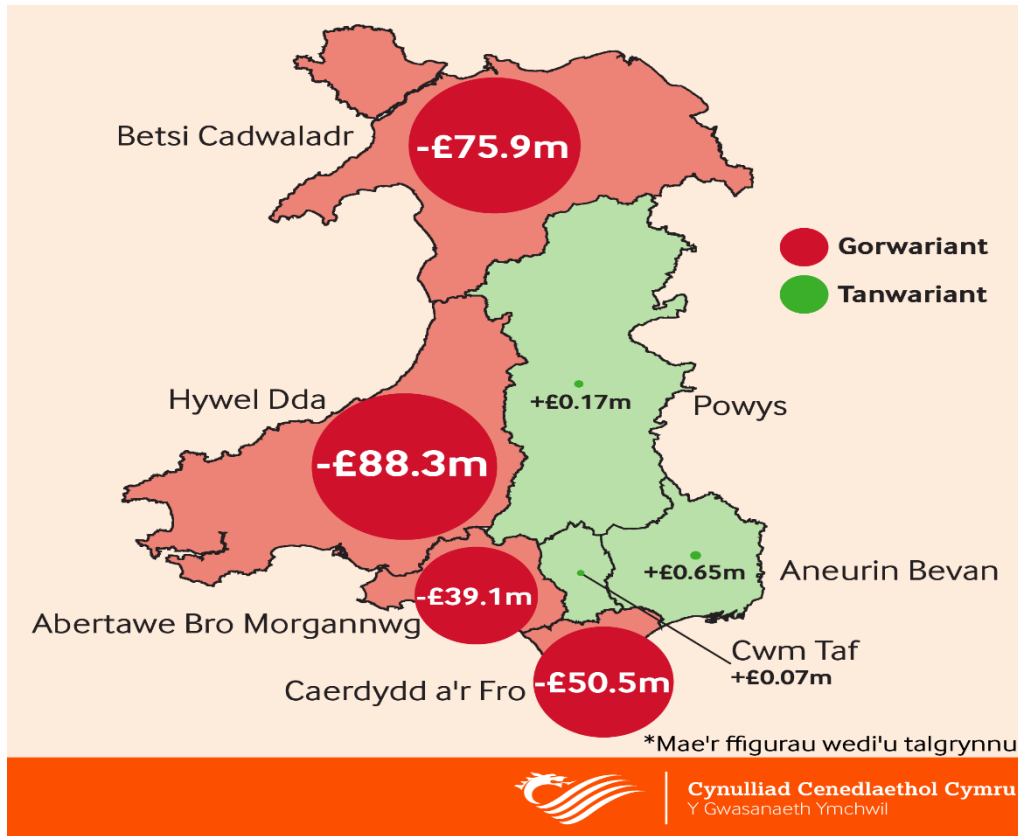 Betsi Cadwaladr
-£75.9m
Gorwariant
Tanwariant
Hywel Dda
+£0.17m
Powys
-£88.3m
+£0.65m
Aneurin Bevan
-£39.1m
Abertawe Bro Morgannwg
Cwm Taf
+£0.07m
Caerdydd a'r Fro
-£50.5m
*Mae'r ffigurau wedi'u talgrynnu
Cynulliad Cenedlaethol Cymru
Y Gwasanaeth Ymchwil